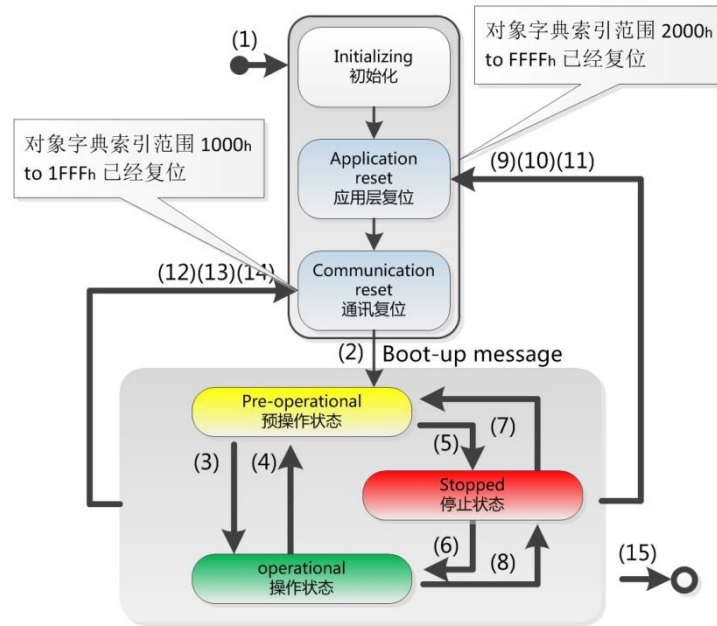 (1)
Initializing
初始化
对象字典索引范围 2000h
to FFFFh 已经复位
对象字典索引范围 1000h
to 1FFFh 已经复位
Application
reset
应用层复位
(9)(10)(11)
Communication
reset
通讯复位
(12)(13)(14)
(2)
Boot-up message
Pre-operational
预操作状态
(3)
(4)
(5)
(7)
Stopped
停止状态
(6)
(8)
operational
操作状态
(15)